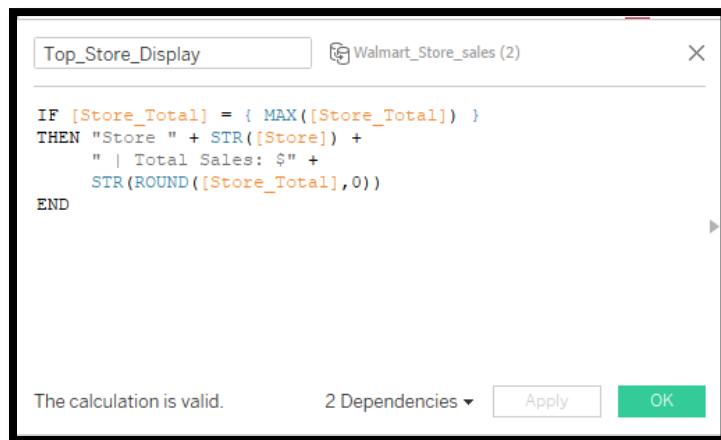 Top_Store_Display
Walmart_Store_sales (2)
IF [Store_Total] = { MAX([Store_Total]) }
THEN "Store " + STR([Store]) +
" | Total Sales: $" +
STR(ROUND([Store_Total],0))
END
The calculation is valid.
2 Dependencies
Apply
OK